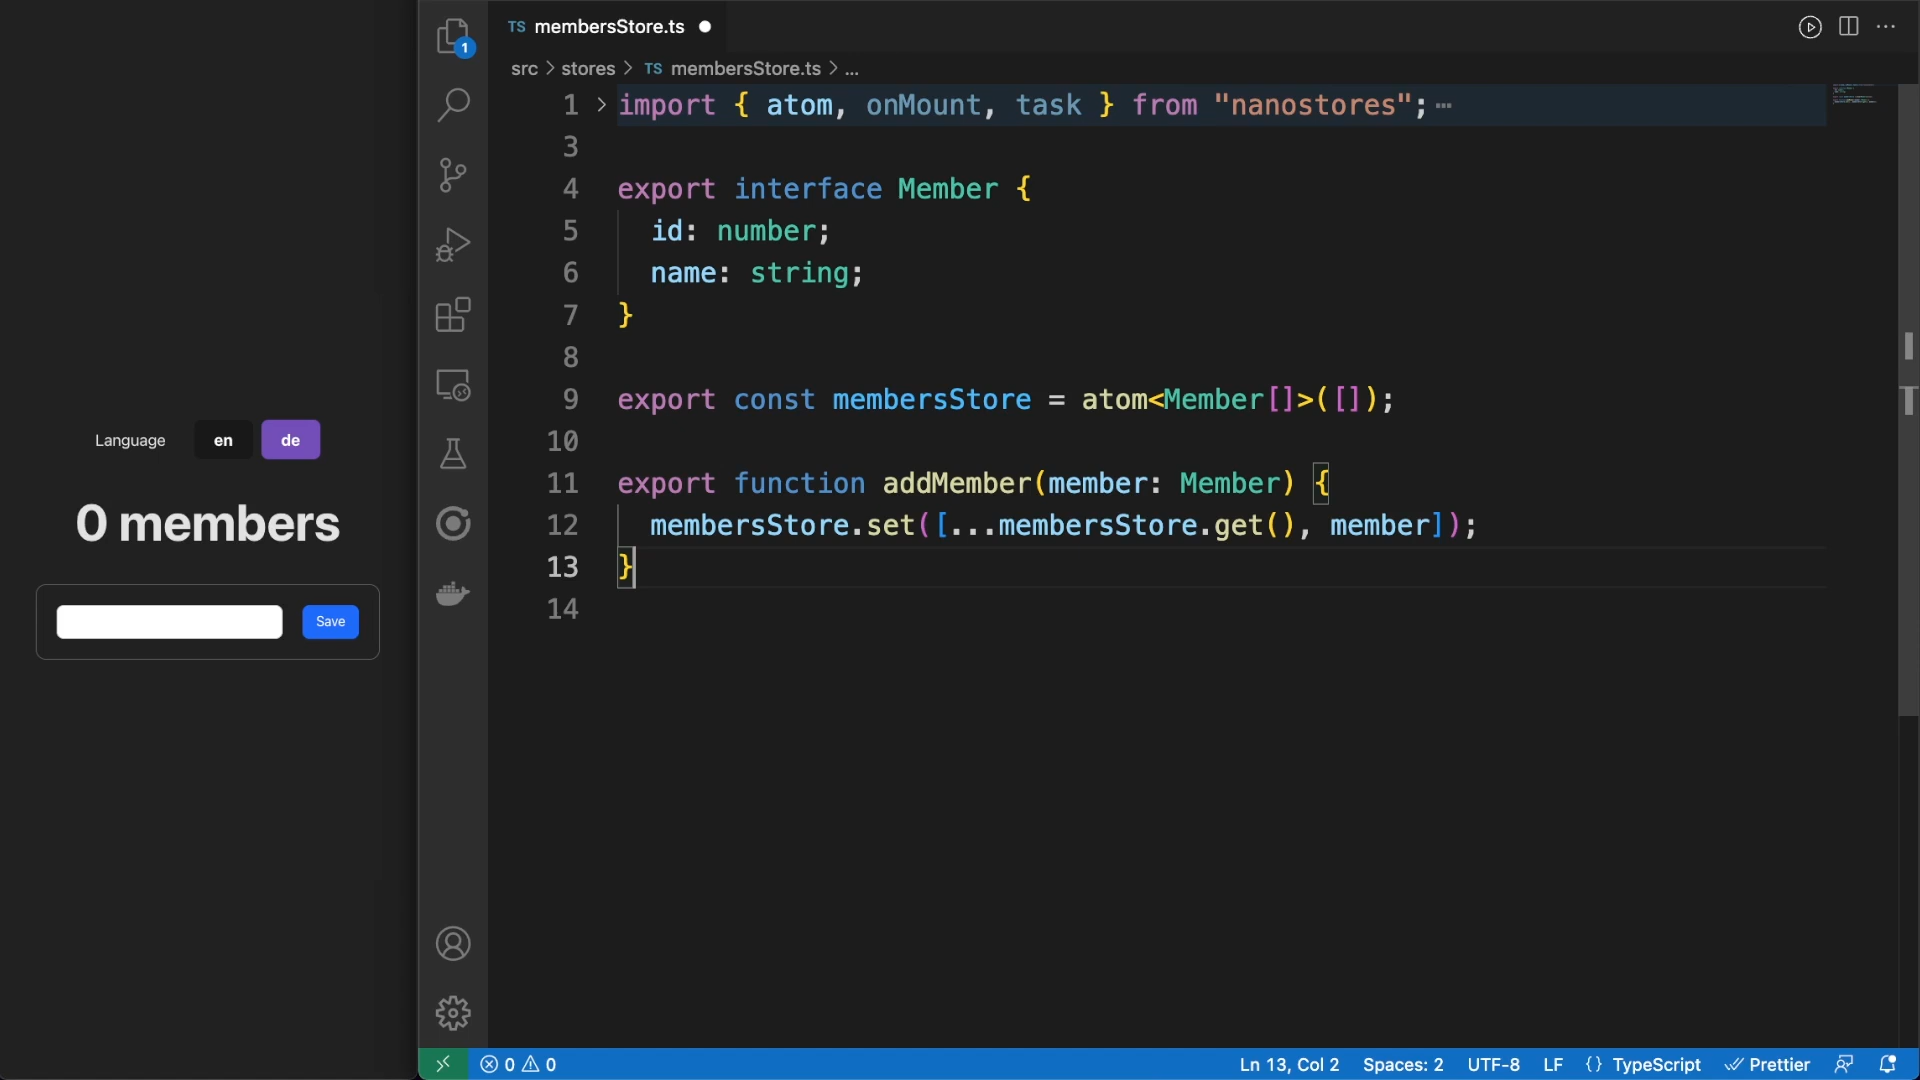 Language en de
0 members
Save
1
TS membersStore.ts
src > stores > TS membersStore.ts > ...
1 import { atom, onMount, task } from "nanostores";
3
4 export interface Member {
5 id: number;
6 name: string;
7 }
8
9 export const membersStore = atom<Member[]>([]);
10
11 export function addMember(member: Member) {
12 membersStore.set([...membersStore.get(), member]);
13 }
14
0 0 Ln 13, Col 2 Spaces: 2 UTF-8 LF {} TypeScript Prettier